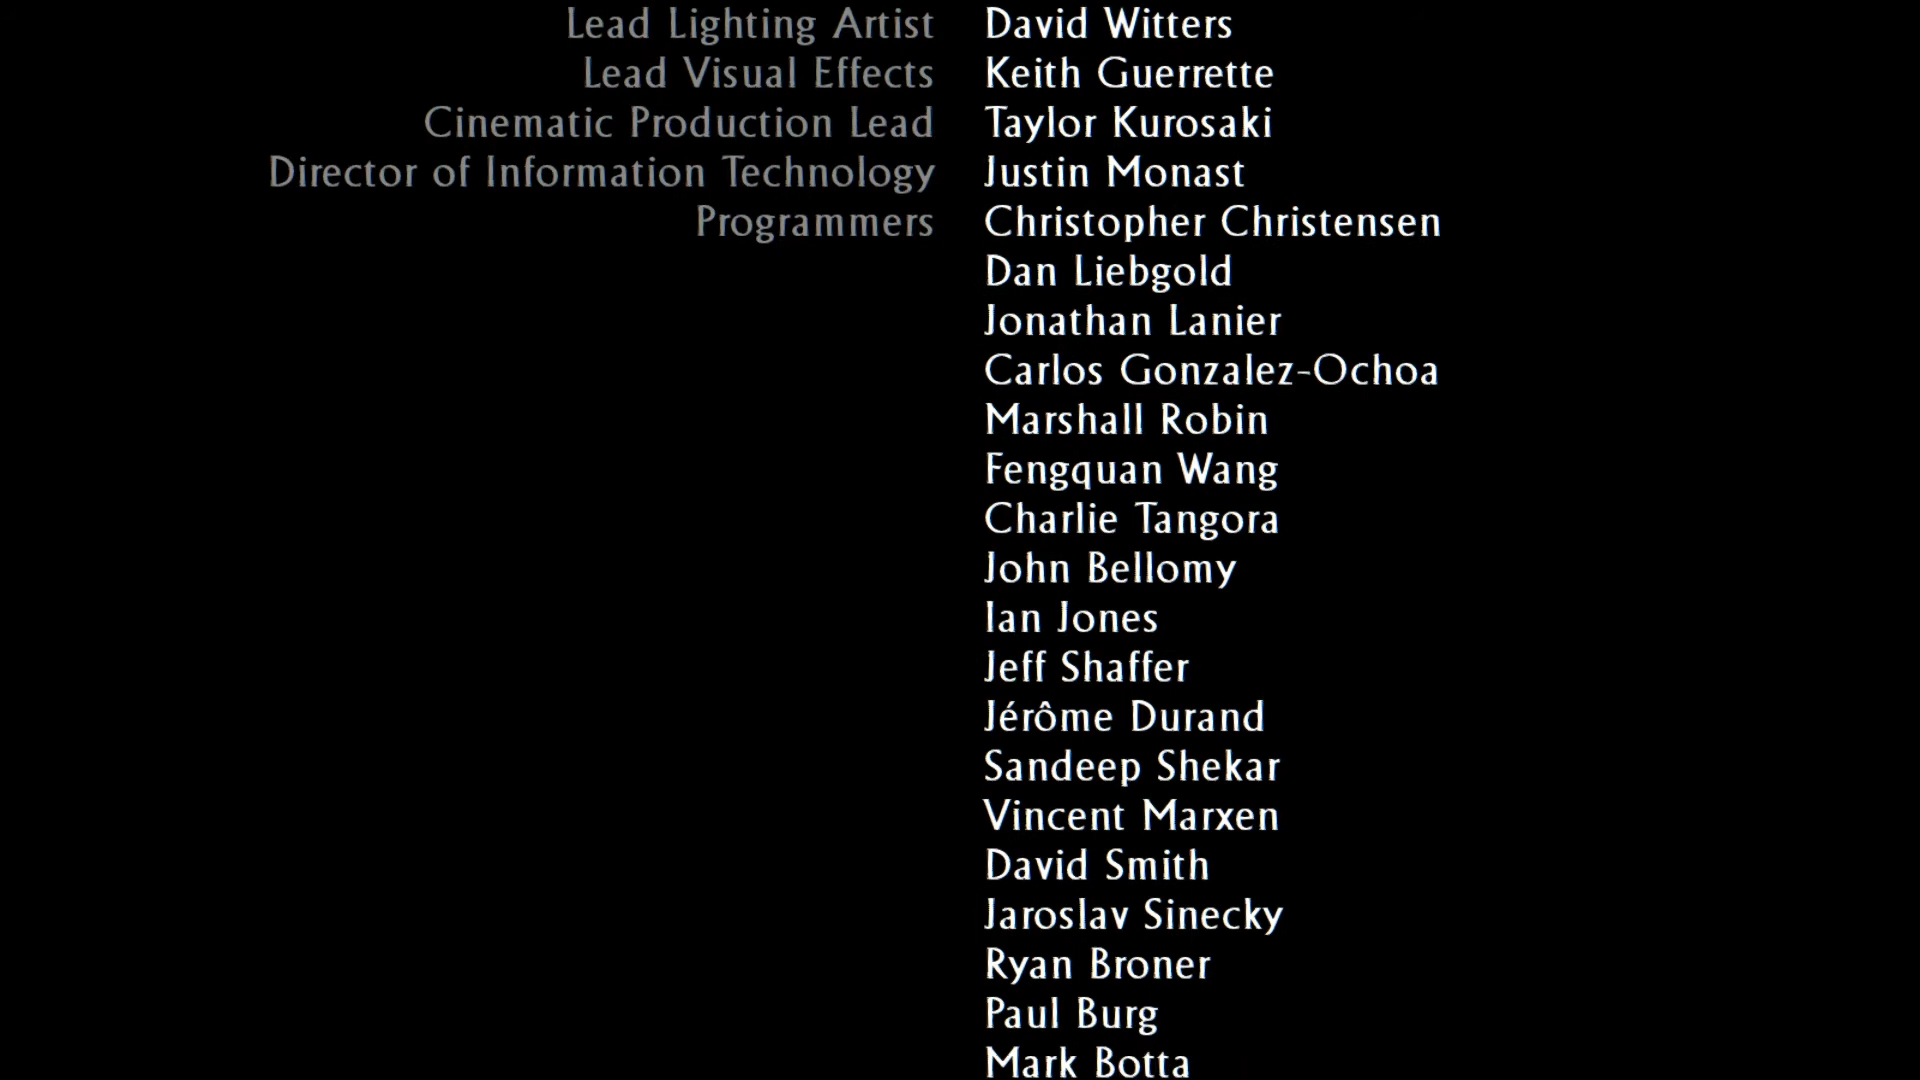 Lead Lighting Artist David Witters
Lead Visual Effects Keith Guerrette
Cinematic Production Lead Taylor Kurosaki
Director of Information Technology Justin Monast
Programmers Christopher Christensen
Dan Liebgold
Jonathan Lanier
Carlos Gonzalez-Ochoa
Marshall Robin
Fengquan Wang
Charlie Tangora
John Bellomy
Ian Jones
Jeff Shaffer
Jérôme Durand
Sandeep Shekar
Vincent Marxen
David Smith
Jaroslav Sinecky
Ryan Broner
Paul Burg
Mark Botta